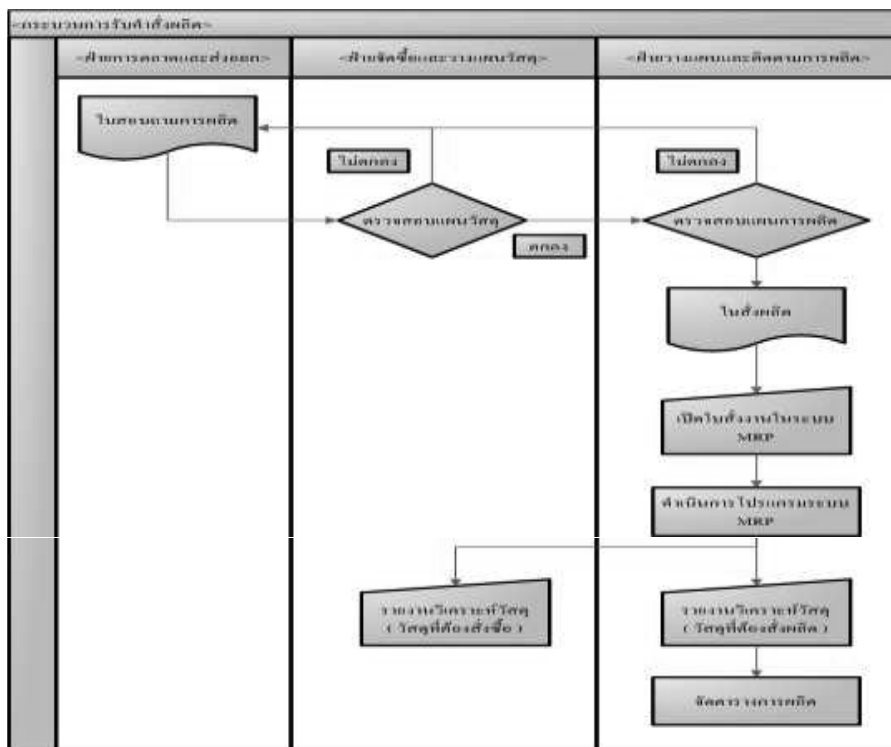 <กระบวนการรับคำสั่งผลิต>
<ฝ่ายการตลาดและส่งออก>
<ฝ่ายจัดซื้อและวางแผนวัสดุ>
<ฝ่ายวางแผนและติดตามการผลิต>
ใบสอบถามการผลิต
ไม่ตกลง
ไม่ตกลง
ตรวจสอบแผนวัสดุ
ตรวจสอบแผนการผลิต
ตกลง
ใบสั่งผลิต
เปิดใบสั่งงานในระบบ
MRP
ดำเนินการโปรแกรมระบบ
MRP
รายงานวิเคราะห์วัสดุ
( วัสดุที่ต้องสั่งซื้อ )
รายงานวิเคราะห์วัสดุ
( วัสดุที่ต้องสั่งผลิต )
จัดตารางการผลิต